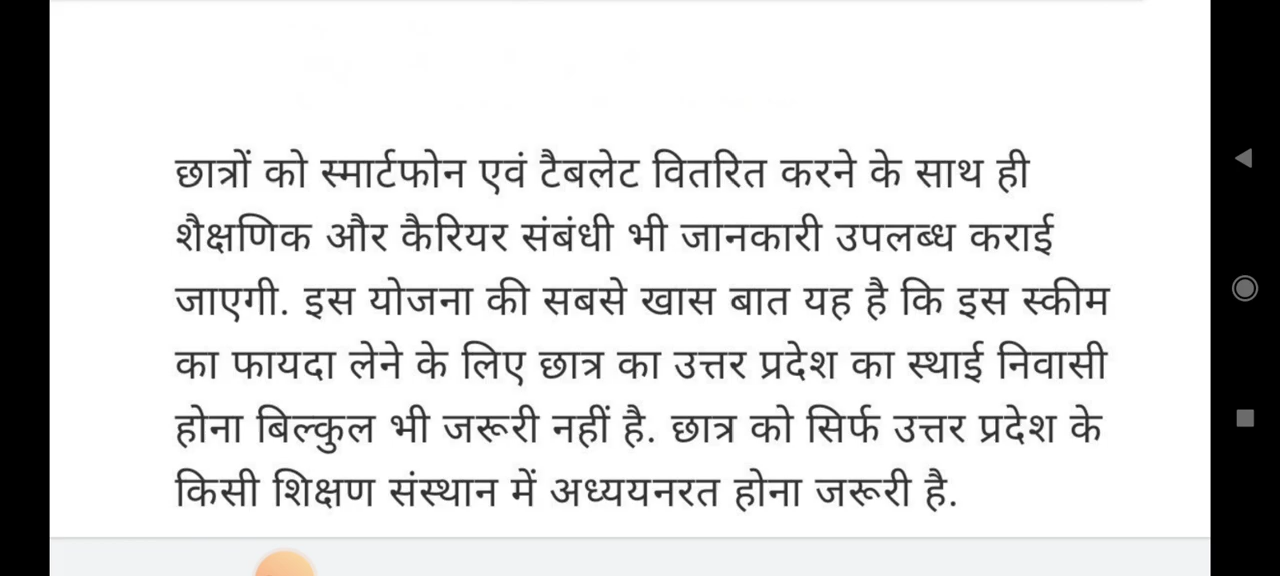 छात्रों को स्मार्टफोन एवं टैबलेट वितरित करने के साथ ही
शैक्षणिक और कैरियर संबंधी भी जानकारी उपलब्ध कराई
जाएगी. इस योजना की सबसे खास बात यह है कि इस स्कीम
का फायदा लेने के लिए छात्र का उत्तर प्रदेश का स्थाई निवासी
होना बिल्कुल भी जरूरी नहीं है. छात्र को सिर्फ उत्तर प्रदेश के
किसी शिक्षण संस्थान में अध्ययनरत होना जरूरी है.